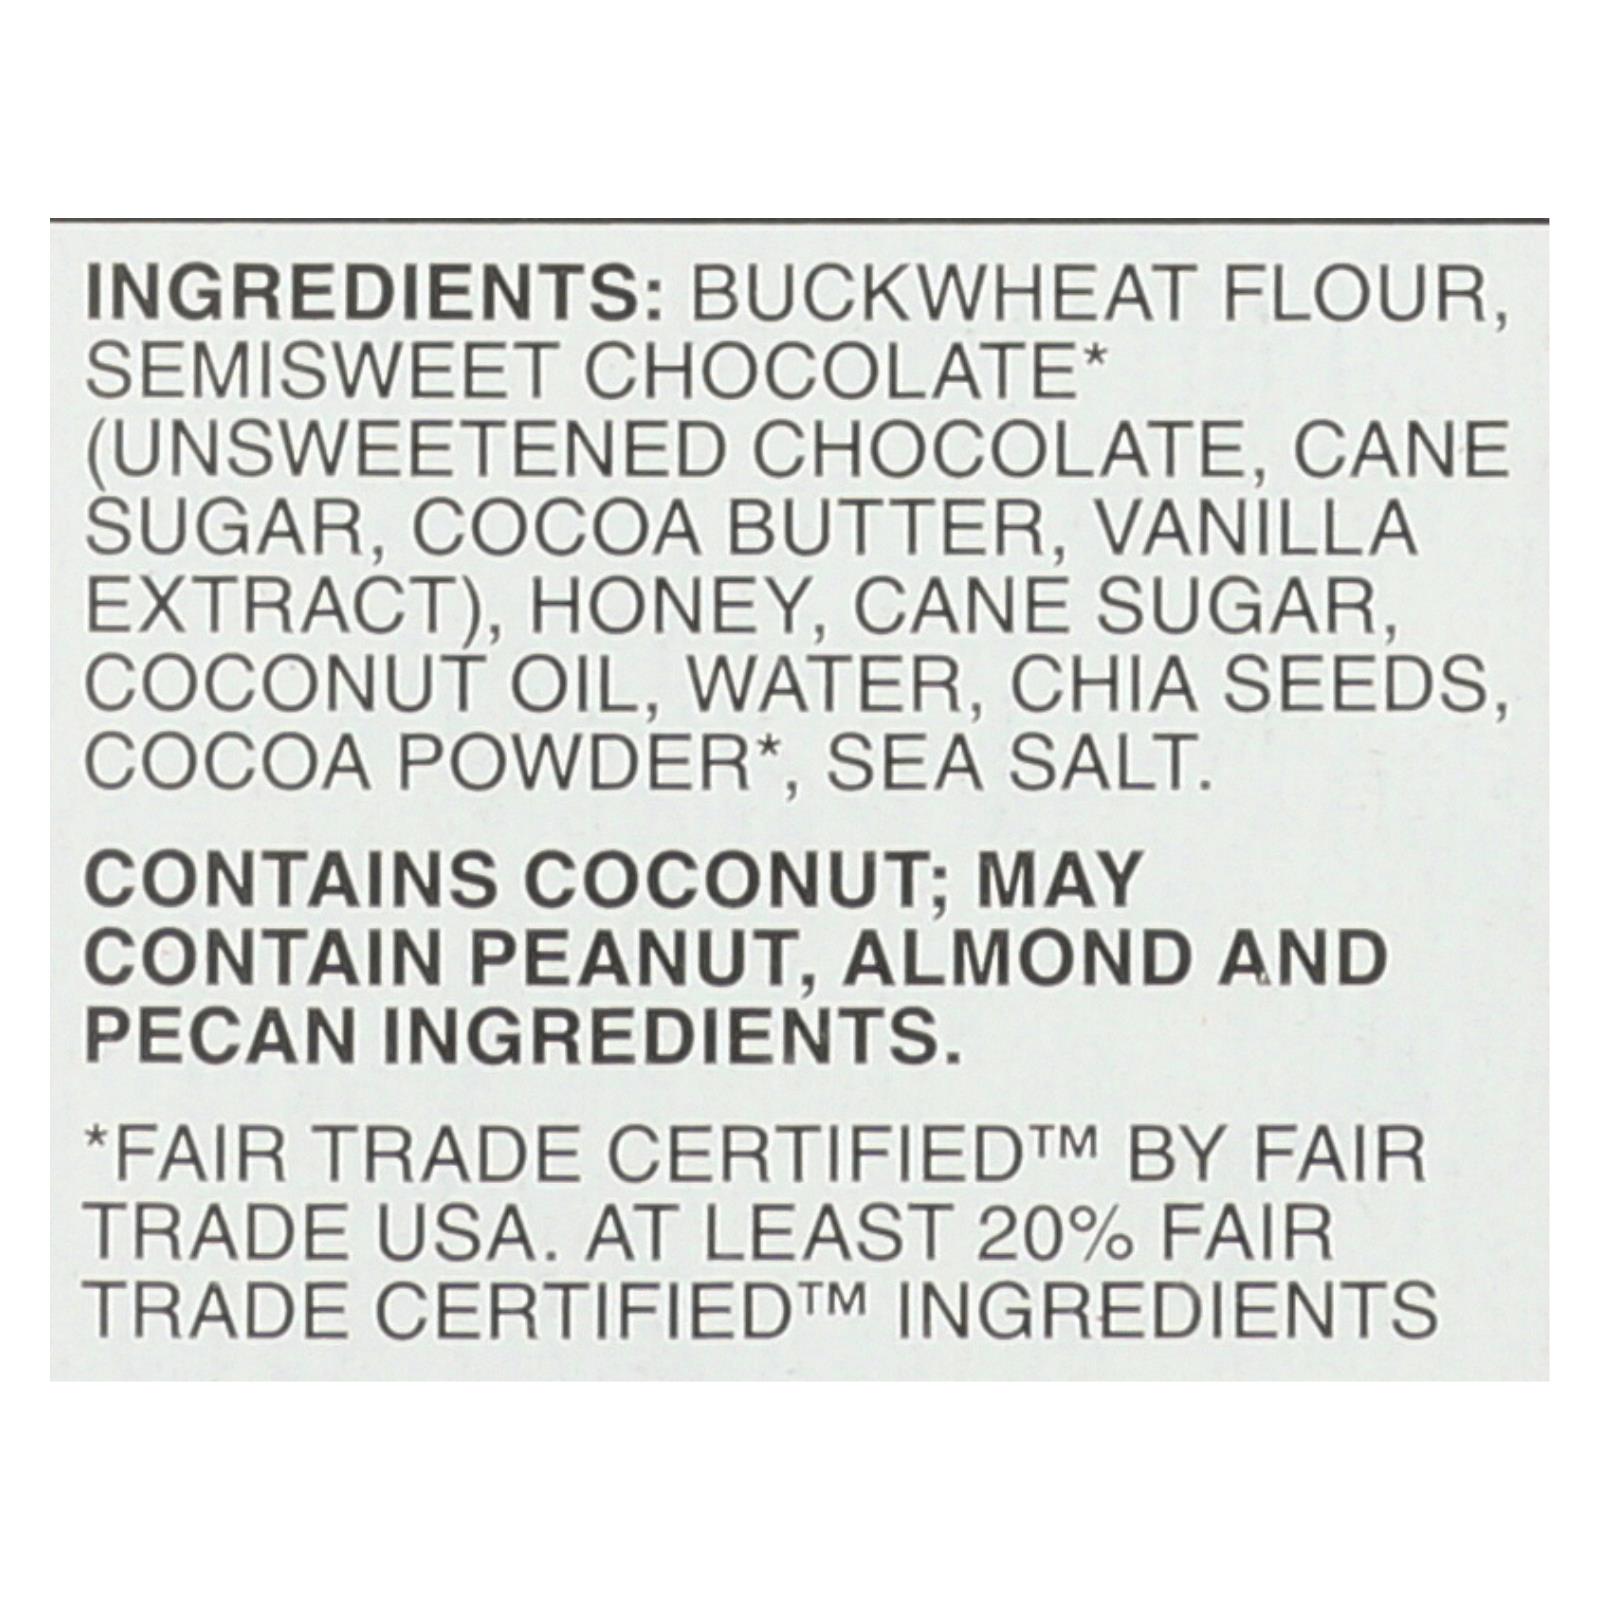 INGREDIENTS: BUCKWHEAT FLOUR,
SEMISWEET CHOCOLATE*
(UNSWEETENED CHOCOLATE, CANE
SUGAR, COCOA BUTTER, VANILLA
EXTRACT), HONEY, CANE SUGAR,
COCONUT OIL, WATER, CHIA SEEDS,
COCOA POWDER*, SEA SALT.
CONTAINS COCONUT; MAY
CONTAIN PEANUT, ALMOND AND
PECAN INGREDIENTS.
*FAIR TRADE CERTIFIED™ BY FAIR
TRADE USA. AT LEAST 20% FAIR
TRADE CERTIFIED™ INGREDIENTS